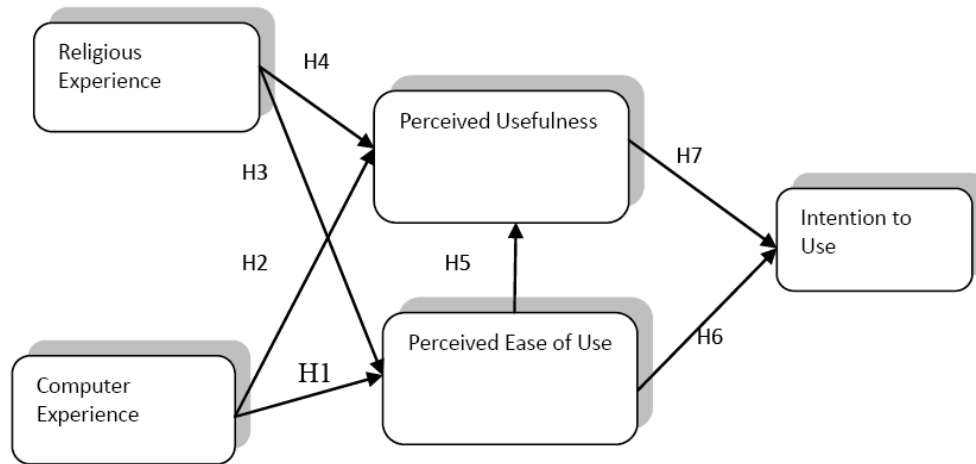 Religious
Experience
H4
Perceived Usefulness
H7
H3
Intention to
Use
H2
H5
Perceived Ease of Use
H6
H1
Computer
Experience